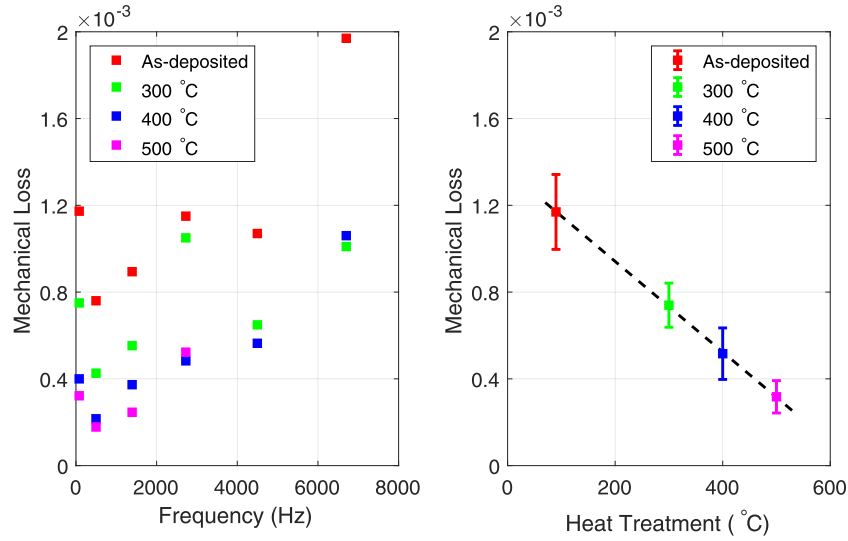 ×10⁻³
2
1.6
1.2
0.8
0.4
0
Mechanical Loss
As-deposited
300 °C
400 °C
500 °C
0 2000 4000 6000 8000
Frequency (Hz)
×10⁻³
2
1.6
1.2
0.8
0.4
0
Mechanical Loss
As-deposited
300 °C
400 °C
500 °C
0 200 400 600
Heat Treatment ( °C)